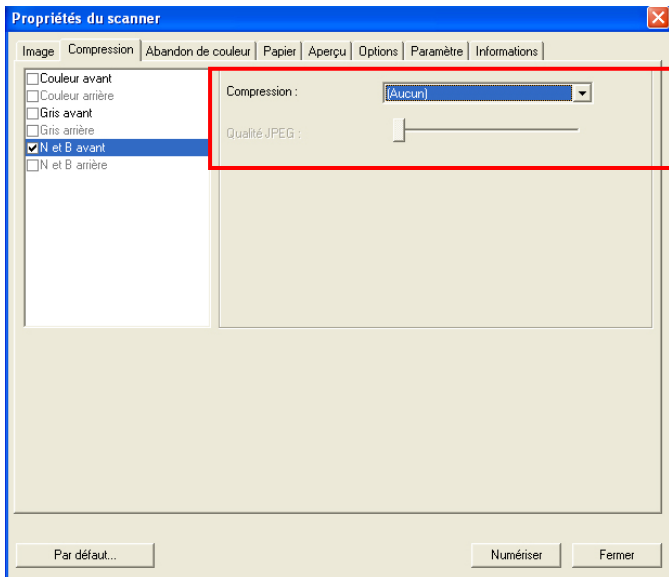 Propriétés du scanner
Image Compression Abandon de couleur Papier Aperçu Options Paramètre Informations
Couleur avant
Couleur arrière
Gris avant
Gris arrière
N et B avant
N et B arrière
Compression :
(Aucun)
Qualité JPEG :
Par défaut...
Numériser
Fermer